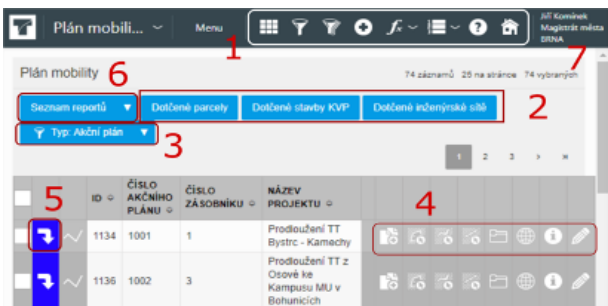 Plán mobili... Menu 1 fx ? Jiří Kominek
Magistrát města
BRNA
7
Plán mobility 6 74 záznamů 26 na stránce 74 vybraných
Seznam reportů Dotčené parcely Dotčené stavby KVP Dotčené inženýrské sítě 2
Typ: Akční plán 3
1 2 3 › »
5 ID ČÍSLO AKČNÍHO PLÁNU ČÍSLO ZÁSOBNÍKU NÁZEV PROJEKTU 4
1134 1001 1 Prodloužení TT
Bystrc - Kamechy
1136 1002 3 Prodloužení TT z
Osové ke
Kampusu MU v
Bohunicích